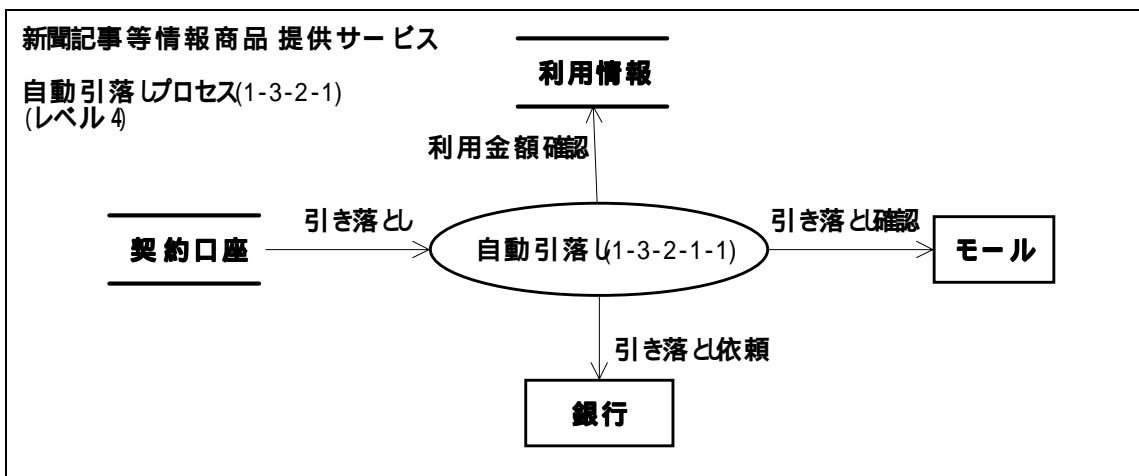 新聞記事等情報商品 提供サービス
利用情報
自動引落しプロセス(1-3-2-1)
(レベル 4)
利用金額確認
引き落とし
引き落とし確認
契約口座
自動引落し(1-3-2-1-1)
モール
引き落とし依頼
銀行